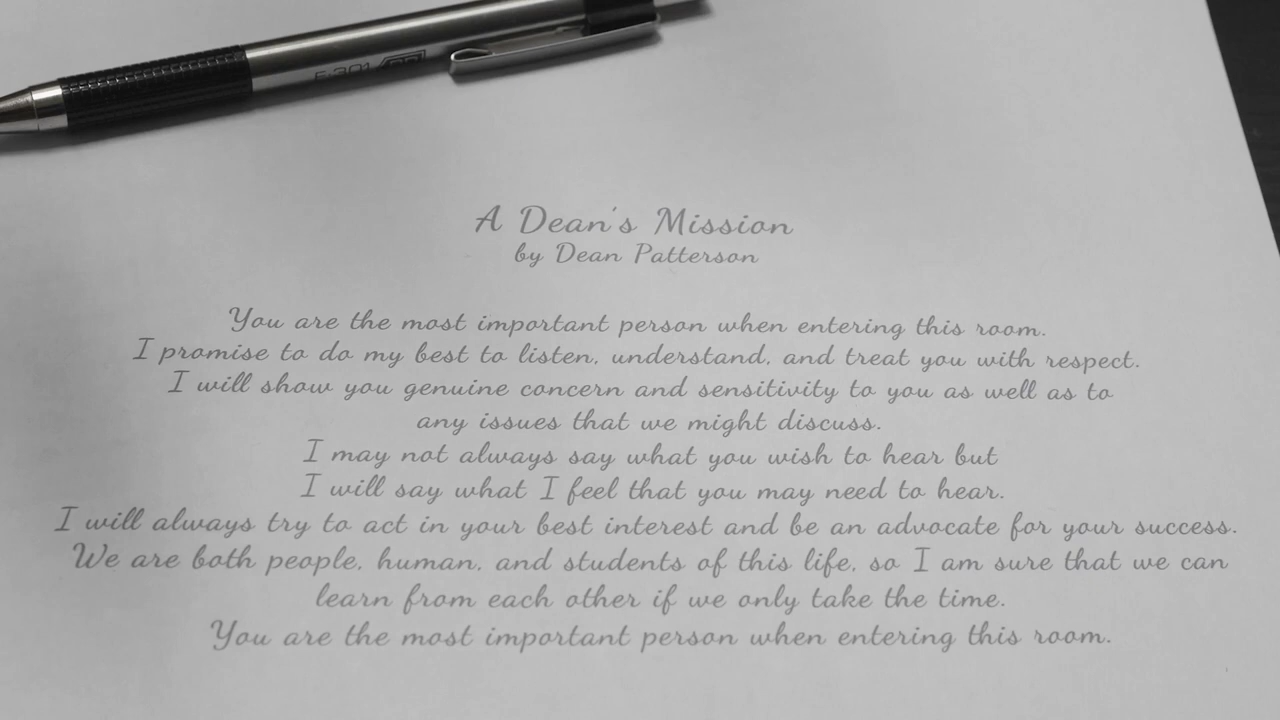 F-301
A Dean's Mission
by Dean Patterson
You are the most important person when entering this room.
I promise to do my best to listen, understand, and treat you with respect.
I will show you genuine concern and sensitivity to you as well as to
any issues that we might discuss.
I may not always say what you wish to hear but
I will say what I feel that you may need to hear.
I will always try to act in your best interest and be an advocate for your success.
We are both people, human, and students of this life, so I am sure that we can
learn from each other if we only take the time.
You are the most important person when entering this room.